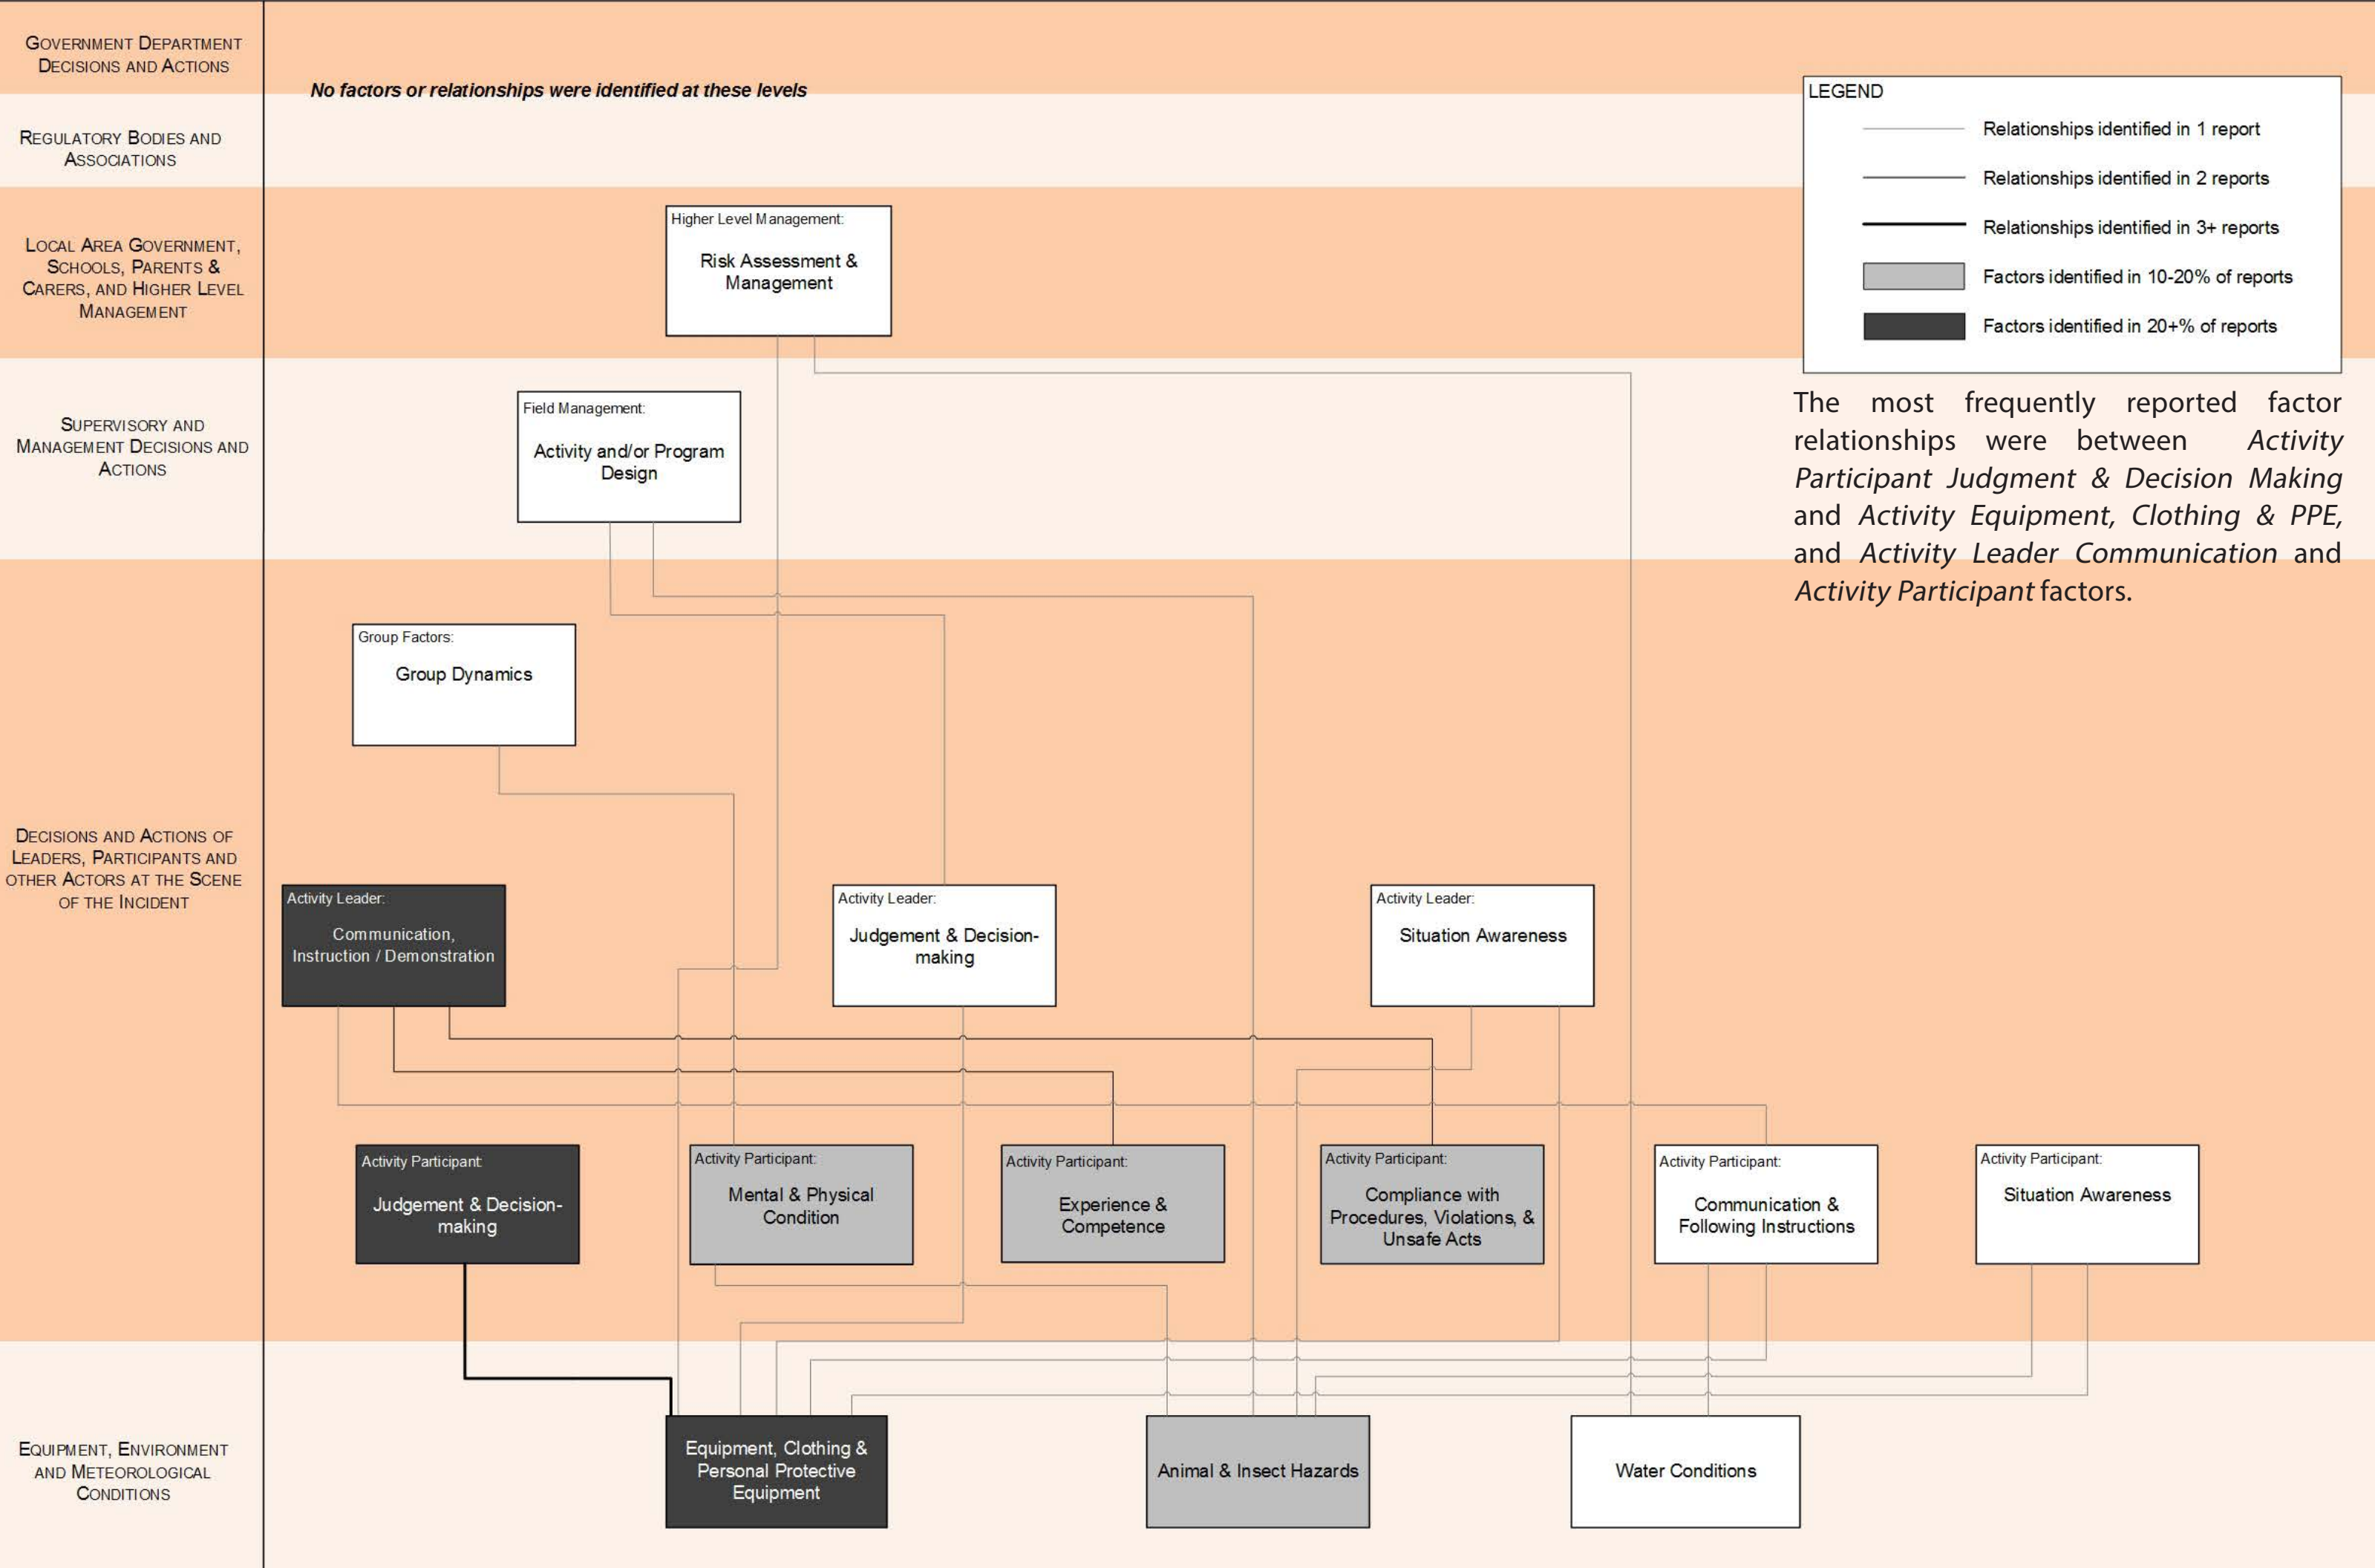 GOVERNMENT DEPARTMENT
DECISIONS AND ACTIONS
No factors or relationships were identified at these levels
REGULATORY BODIES AND
ASSOCIATIONS
LEGEND
Relationships identified in 1 report
Relationships identified in 2 reports
Relationships identified in 3+ reports
Factors identified in 10-20% of reports
Factors identified in 20+% of reports
The most frequently reported factor
relationships were between Activity
Participant Judgment & Decision Making
and Activity Equipment, Clothing & PPE,
and Activity Leader Communication and
Activity Participant factors.
LOCAL AREA GOVERNMENT,
SCHOOLS, PARENTS &
CARERS, AND HIGHER LEVEL
MANAGEMENT
Higher Level Management:
Risk Assessment &
Management
SUPERVISORY AND
MANAGEMENT DECISIONS AND
ACTIONS
Field Management:
Activity and/or Program
Design
DECISIONS AND ACTIONS OF
LEADERS, PARTICIPANTS AND
OTHER ACTORS AT THE SCENE
OF THE INCIDENT
Group Factors:
Group Dynamics
Activity Leader:
Communication,
Instruction / Demonstration
Activity Leader:
Judgement & Decision-
making
Activity Leader:
Situation Awareness
Activity Participant:
Judgement & Decision-
making
Activity Participant:
Mental & Physical
Condition
Activity Participant:
Experience &
Competence
Activity Participant:
Compliance with
Procedures, Violations, &
Unsafe Acts
Activity Participant:
Communication &
Following Instructions
Activity Participant:
Situation Awareness
EQUIPMENT, ENVIRONMENT
AND METEOROLOGICAL
CONDITIONS
Equipment, Clothing &
Personal Protective
Equipment
Animal & Insect Hazards
Water Conditions